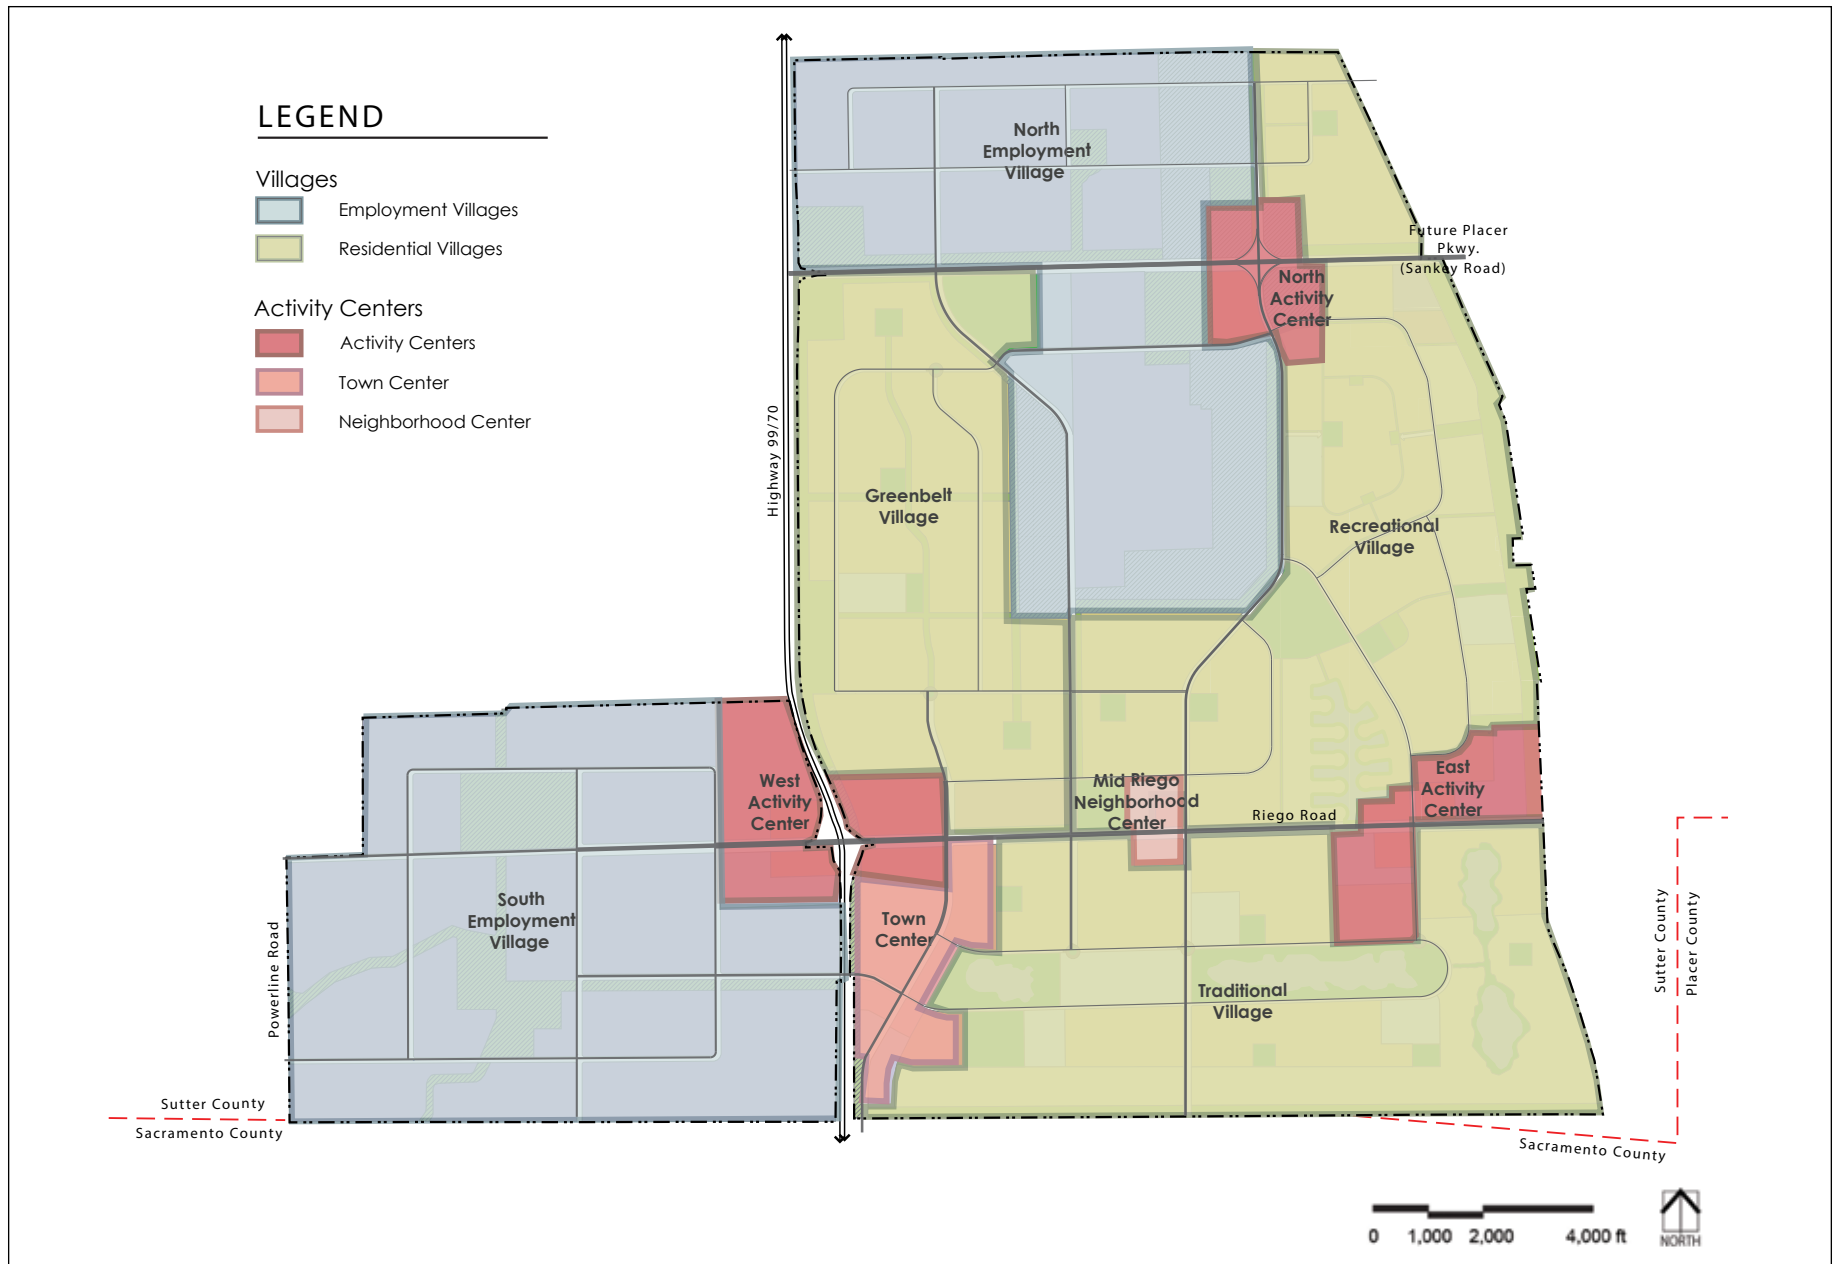 LEGEND
Villages
Employment Villages
Residential Villages
Activity Centers
Activity Centers
Town Center
Neighborhood Center
North
Employment
Village
Future Placer
Pkwy.
(Sankey Road)
North
Activity
Center
Highway 99/70
Greenbelt
Village
Recreational
Village
West
Activity
Center
Mid Riego
Neighborhood
Center
Riego Road
East
Activity
Center
South
Employment
Village
Town
Center
Traditional
Village
Powerline Road
Sutter County
Placer County
Sutter County
Sacramento County
Sacramento County
0 1,000 2,000 4,000 ft
NORTH